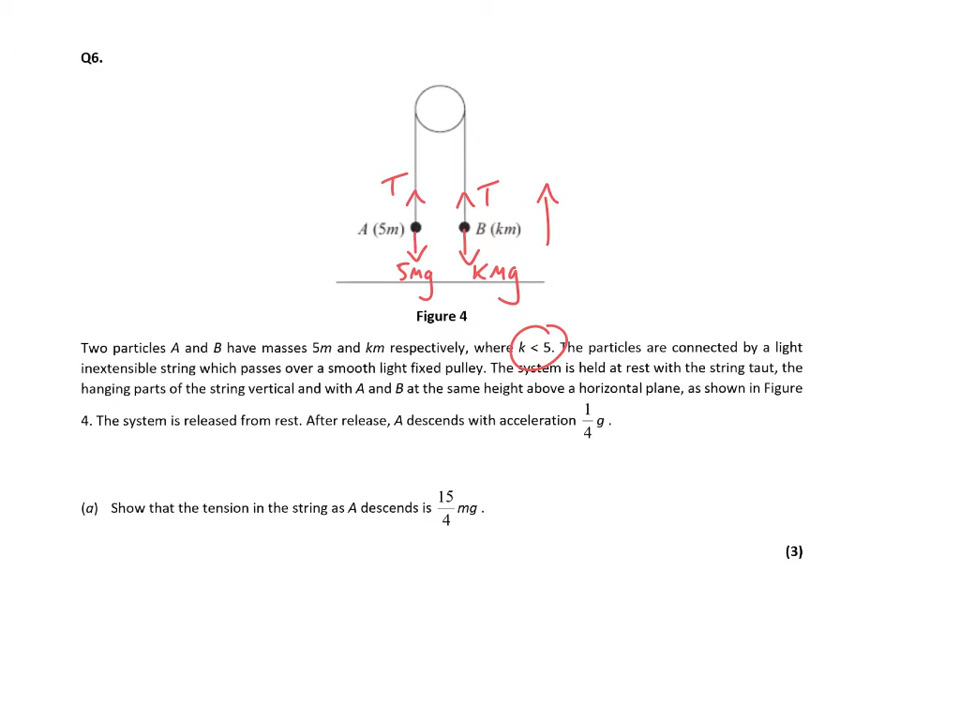 Q6.
T T
A (5m) B (km)
5mg kmg
Figure 4
Two particles A and B have masses 5m and km respectively, where k < 5. The particles are connected by a light
inextensible string which passes over a smooth light fixed pulley. The system is held at rest with the string taut, the
hanging parts of the string vertical and with A and B at the same height above a horizontal plane, as shown in Figure
4. The system is released from rest. After release, A descends with acceleration 1/4 g .
(a) Show that the tension in the string as A descends is 15/4 mg .
(3)